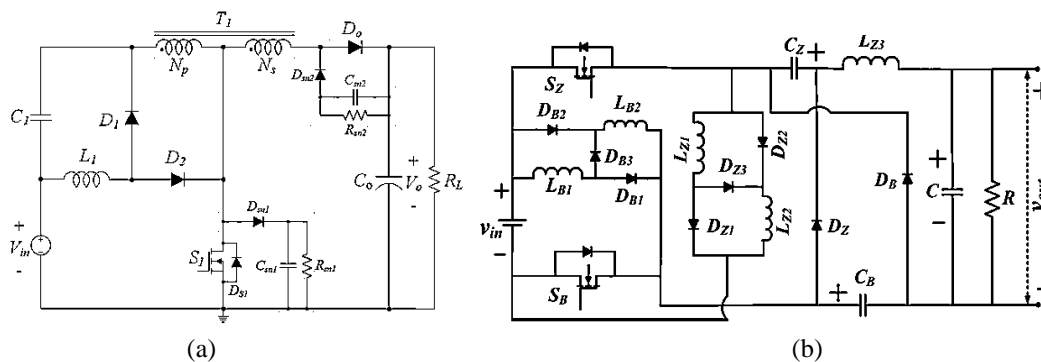 T1
Np
Ns
Do
Dsn2
Csn2
Rsn2
C1
D1
L1
D2
+
Vin
-
S1
DS1
Dsn1
Csn1
Rsn1
Co
+
Vo
-
RL
(a)
SZ
CZ
+
LZ3
DB2
LB2
DB3
LB1
DB1
+
vin
-
SB
LZ1
DZ2
DZ3
DZ1
LZ2
DZ
DB
+
CB
+
C
-
R
+
-
(b)